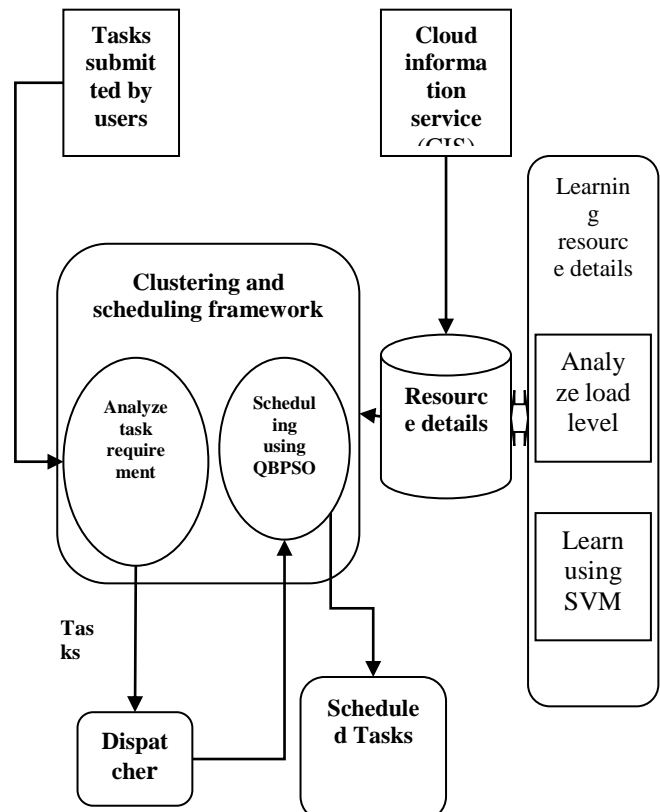 Tasks
submit
ted by
users
Cloud
informa
tion
service
(CIS)
Learnin
g
resourc
e details
Clustering and
scheduling framework
Analyze
task
require
ment
Schedul
ing
using
QBPSO
Resourc
e details
Analy
ze load
level
Learn
using
SVM
Tas
ks
Dispat
cher
Schedule
d Tasks